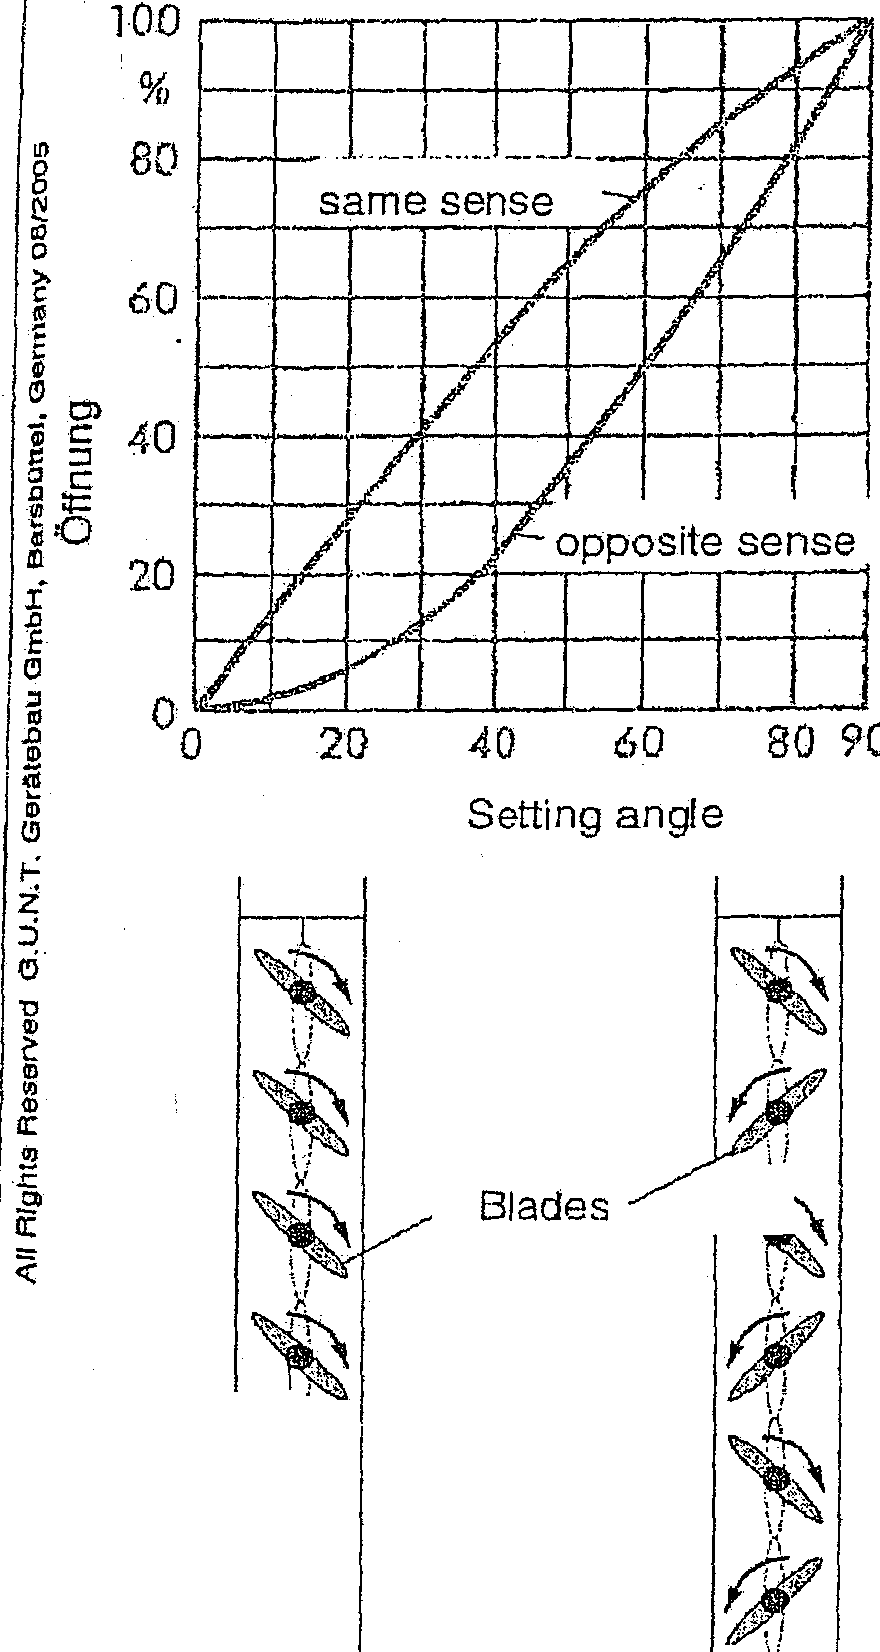 100
%
80
60
40
20
0
Öffnung
same sense
opposite sense
0 20 40 60 80 90
Setting angle
Blades
All Rights Reserved G.U.N.T. Gerätebau GmbH, Barsbüttel, Germany 08/2005